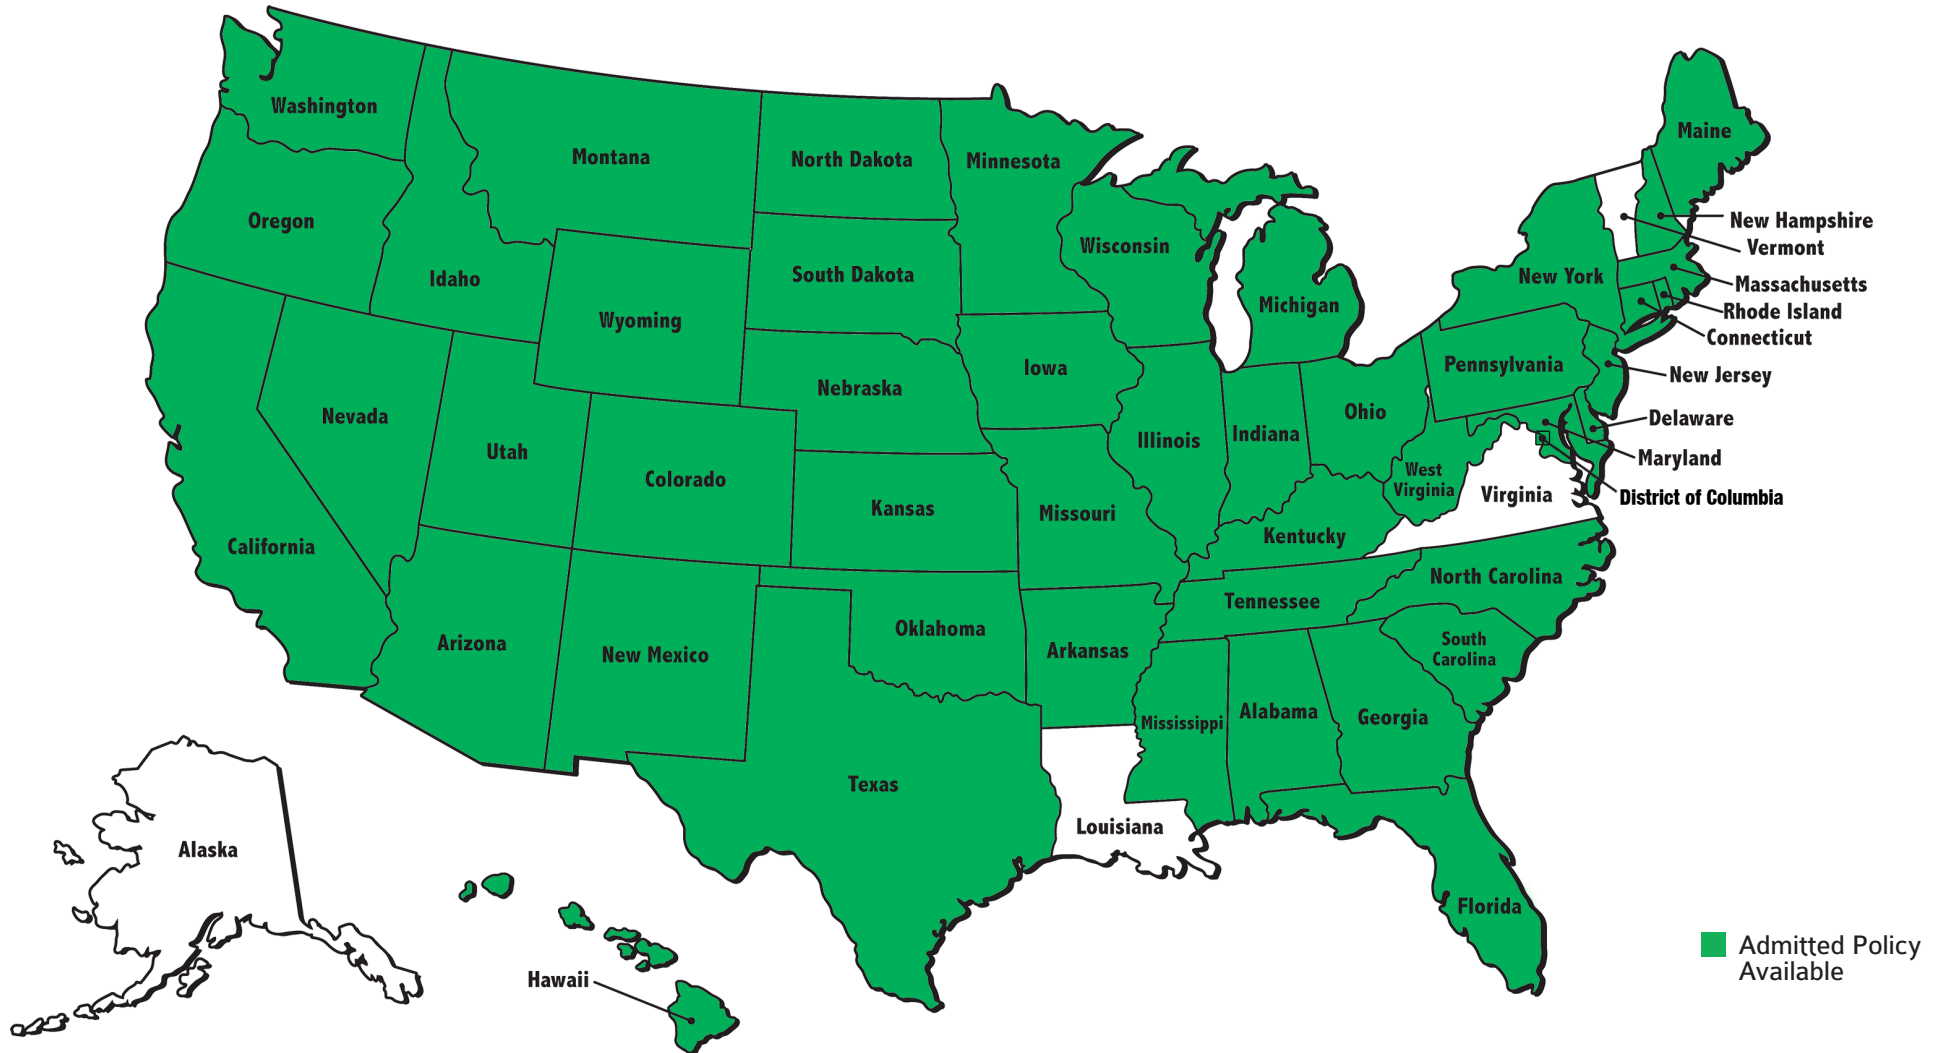 Washington
Montana
North Dakota
Minnesota
Maine
Oregon
Idaho
Wyoming
South Dakota
Wisconsin
Michigan
New York
New Hampshire
Vermont
Massachusetts
Rhode Island
Connecticut
New Jersey
Delaware
Maryland
District of Columbia
Nevada
Utah
Colorado
Nebraska
Iowa
Illinois
Indiana
Ohio
Pennsylvania
West
Virginia
Virginia
California
Kansas
Missouri
Kentucky
Arizona
New Mexico
Oklahoma
Arkansas
Tennessee
North Carolina
South
Carolina
Mississippi
Alabama
Georgia
Texas
Louisiana
Florida
Alaska
Hawaii
Admitted Policy
Available